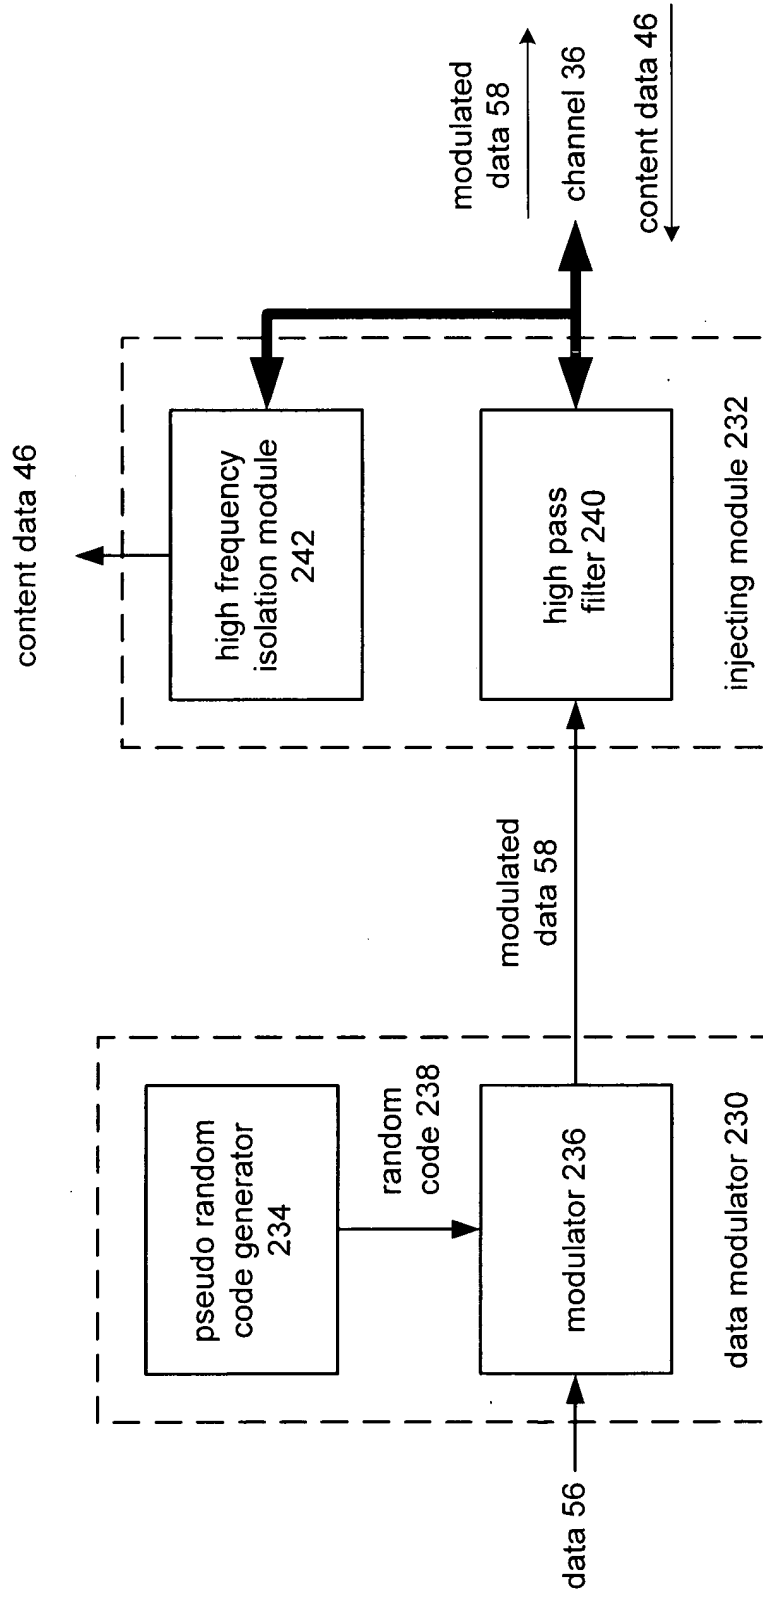 data 56
pseudo random
code generator
234
random
code 238
modulator 236
data modulator 230
modulated
data 58
content data 46
high frequency
isolation module
242
high pass
filter 240
injecting module 232
modulated
data 58
channel 36
content data 46